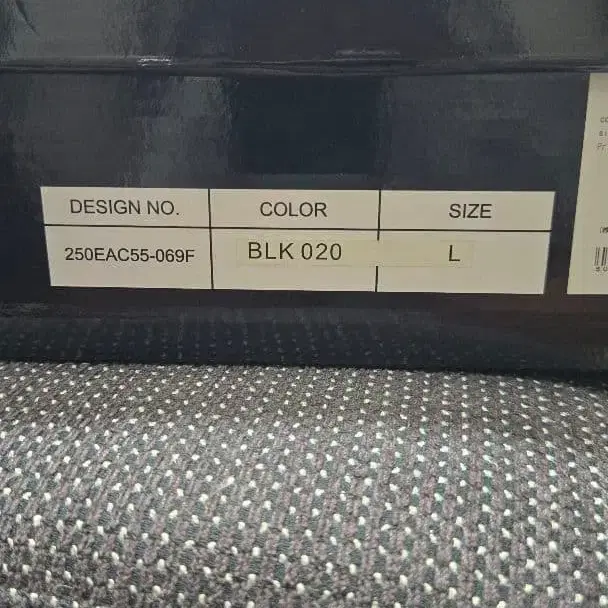 DESIGN NO. COLOR SIZE
250EAC55-069F BLK 020 L